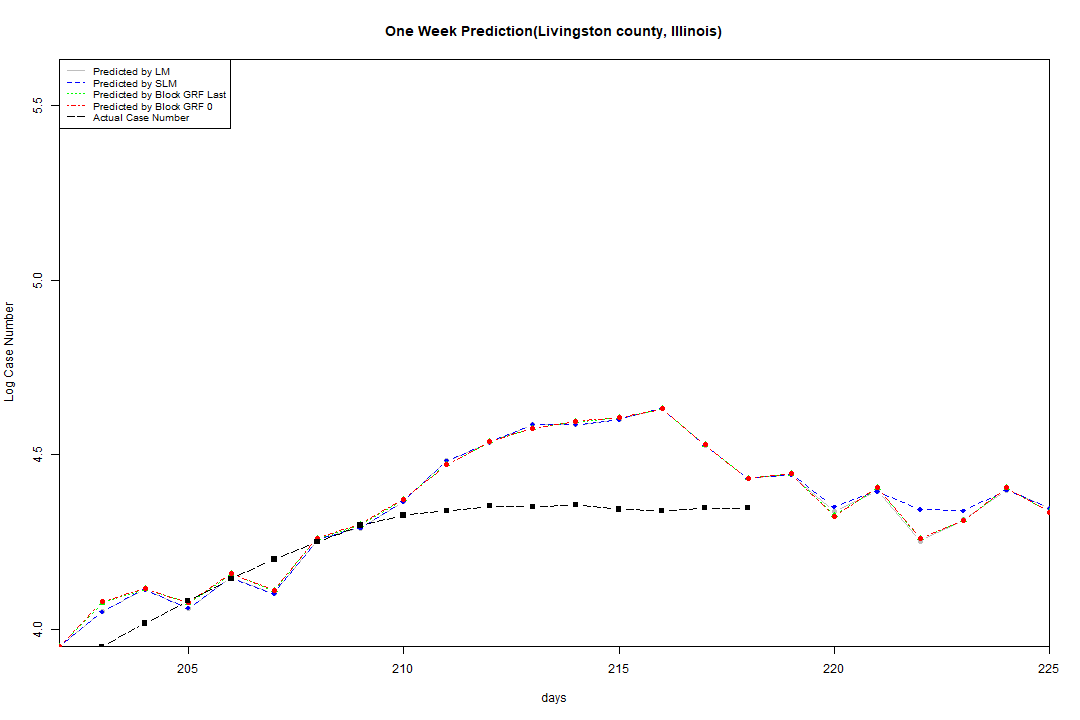 One Week Prediction(Livingston county, Illinois)
Predicted by LM
Predicted by SLM
Predicted by Block GRF Last
Predicted by Block GRF 0
Actual Case Number
5.5
5.0
4.5
4.0
Log Case Number
205 210 215 220 225
days